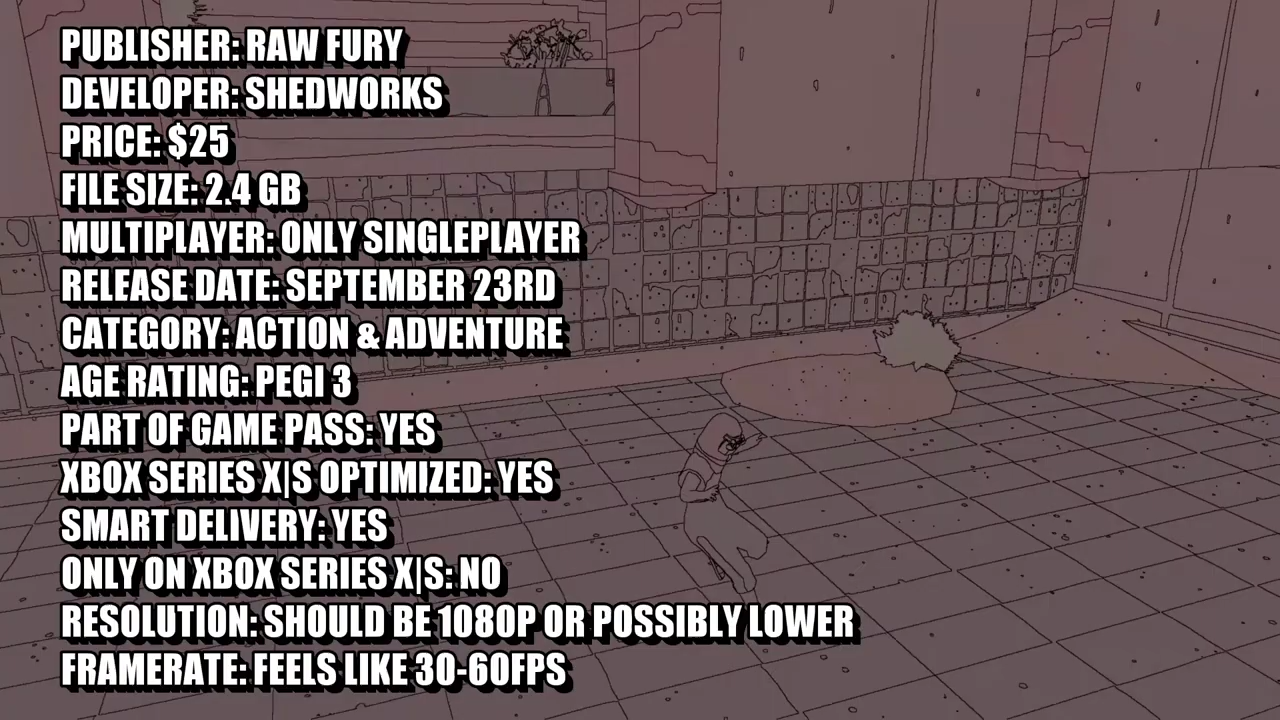 PUBLISHER: RAW FURY
DEVELOPER: SHEDWORKS
PRICE: $25
FILE SIZE: 2.4 GB
MULTIPLAYER: ONLY SINGLEPLAYER
RELEASE DATE: SEPTEMBER 23RD
CATEGORY: ACTION & ADVENTURE
AGE RATING: PEGI 3
PART OF GAME PASS: YES
XBOX SERIES X|S OPTIMIZED: YES
SMART DELIVERY: YES
ONLY ON XBOX SERIES X|S: NO
RESOLUTION: SHOULD BE 1080P OR POSSIBLY LOWER
FRAMERATE: FEELS LIKE 30-60FPS